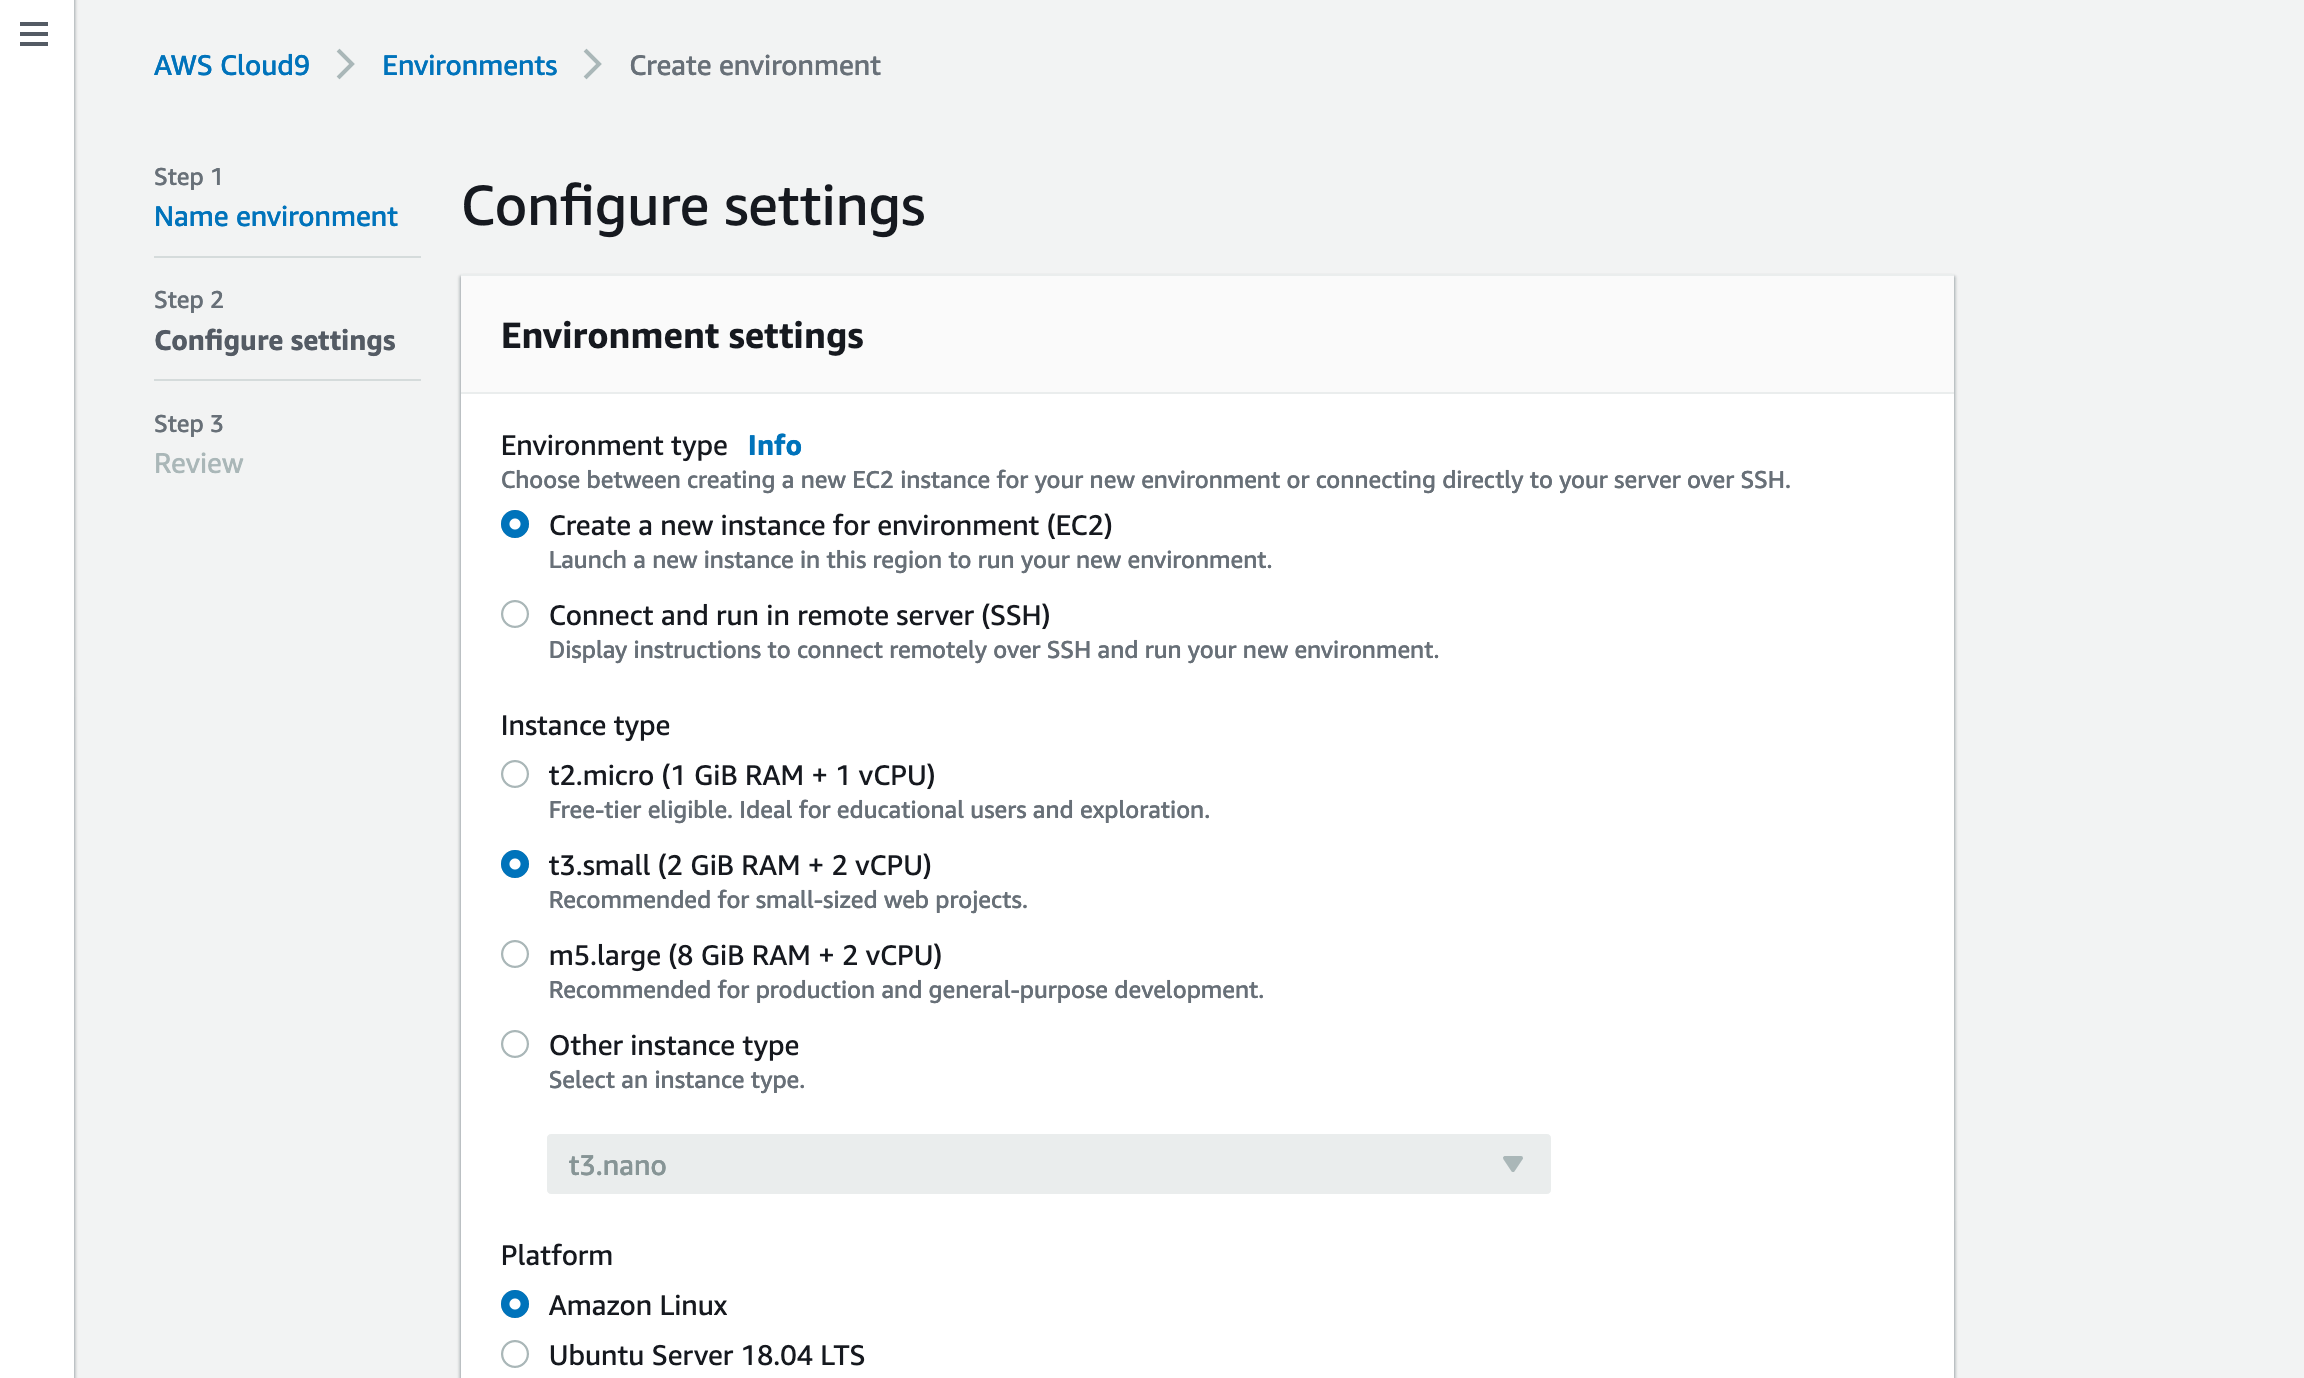 AWS Cloud9 Environments Create environment
Step 1
Name environment
Step 2
Configure settings
Step 3
Review
Configure settings
Environment settings
Environment type Info
Choose between creating a new EC2 instance for your new environment or connecting directly to your server over SSH.
Create a new instance for environment (EC2)
Launch a new instance in this region to run your new environment.
Connect and run in remote server (SSH)
Display instructions to connect remotely over SSH and run your new environment.
Instance type
t2.micro (1 GiB RAM + 1 vCPU)
Free-tier eligible. Ideal for educational users and exploration.
t3.small (2 GiB RAM + 2 vCPU)
Recommended for small-sized web projects.
m5.large (8 GiB RAM + 2 vCPU)
Recommended for production and general-purpose development.
Other instance type
Select an instance type.
t3.nano
Platform
Amazon Linux
Ubuntu Server 18.04 LTS